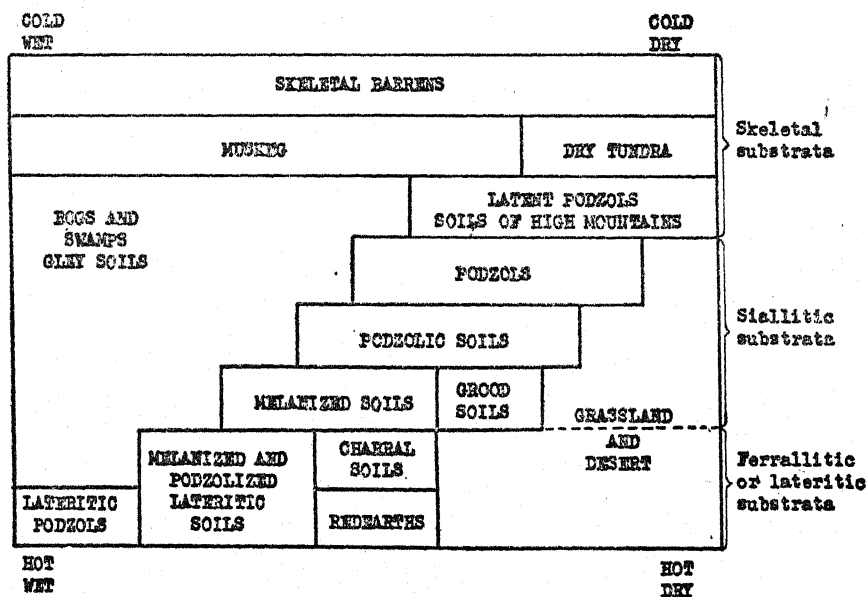 COLD
WET
COLD
DRY
SKELETAL BARRENS
MUSKEG
DRY TUNDRA
Skeletal
substrata
LATENT PODZOLS
SOILS OF HIGH MOUNTAINS
BOGS AND
SWAMPS
GLEY SOILS
PODZOLS
PODZOLIC SOILS
Siallitic
substrata
MELANIZED SOILS
GROOD
SOILS
GRASSLAND
AND
DESERT
MELANIZED AND
PODZOLIZED
LATERITIC
SOILS
CHARRAL
SOILS
REDEARTHS
LATERITIC
PODZOLS
Ferrallitic
or lateritic
substrata
HOT
WET
HOT
DRY